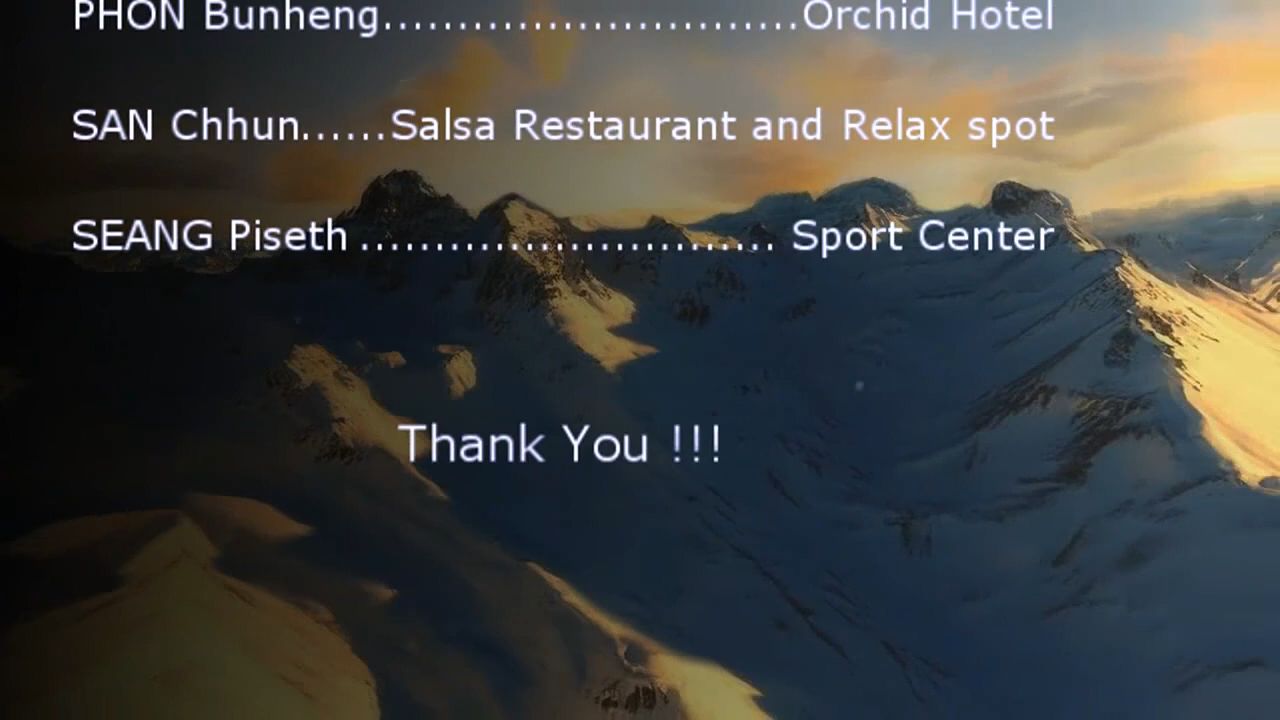 PHON Bunheng............................Orchid Hotel
SAN Chhun......Salsa Restaurant and Relax spot
SEANG Piseth ............................ Sport Center
Thank You !!!